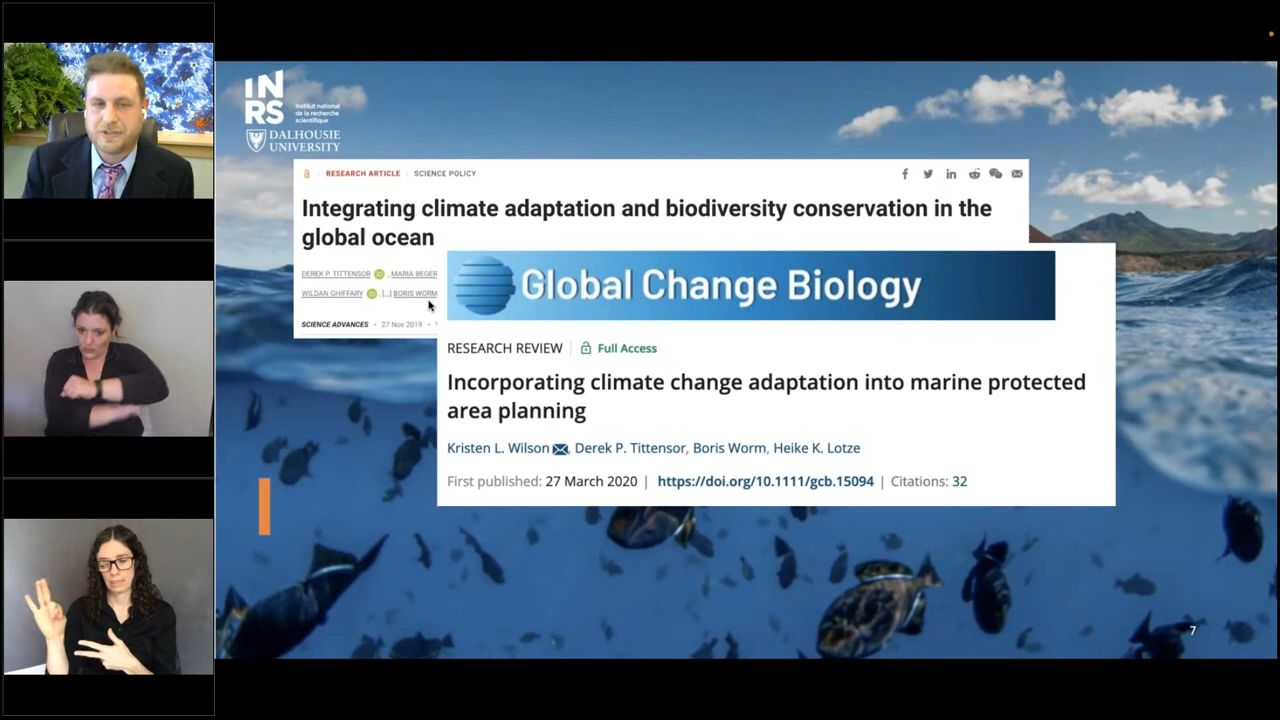 INRS
Institut national
de la recherche
scientifique
DALHOUSIE
UNIVERSITY
RESEARCH ARTICLE | SCIENCE POLICY
Integrating climate adaptation and biodiversity conservation in the
global ocean
DEREK P. TITTENSOR, MARIA BEGER
WILDAN GHIFFARY, [...] BORIS WORM
SCIENCE ADVANCES • 27 Nov 2019 •
Global Change Biology
RESEARCH REVIEW | Full Access
Incorporating climate change adaptation into marine protected
area planning
Kristen L. Wilson, Derek P. Tittensor, Boris Worm, Heike K. Lotze
First published: 27 March 2020 | https://doi.org/10.1111/gcb.15094 | Citations: 32
7